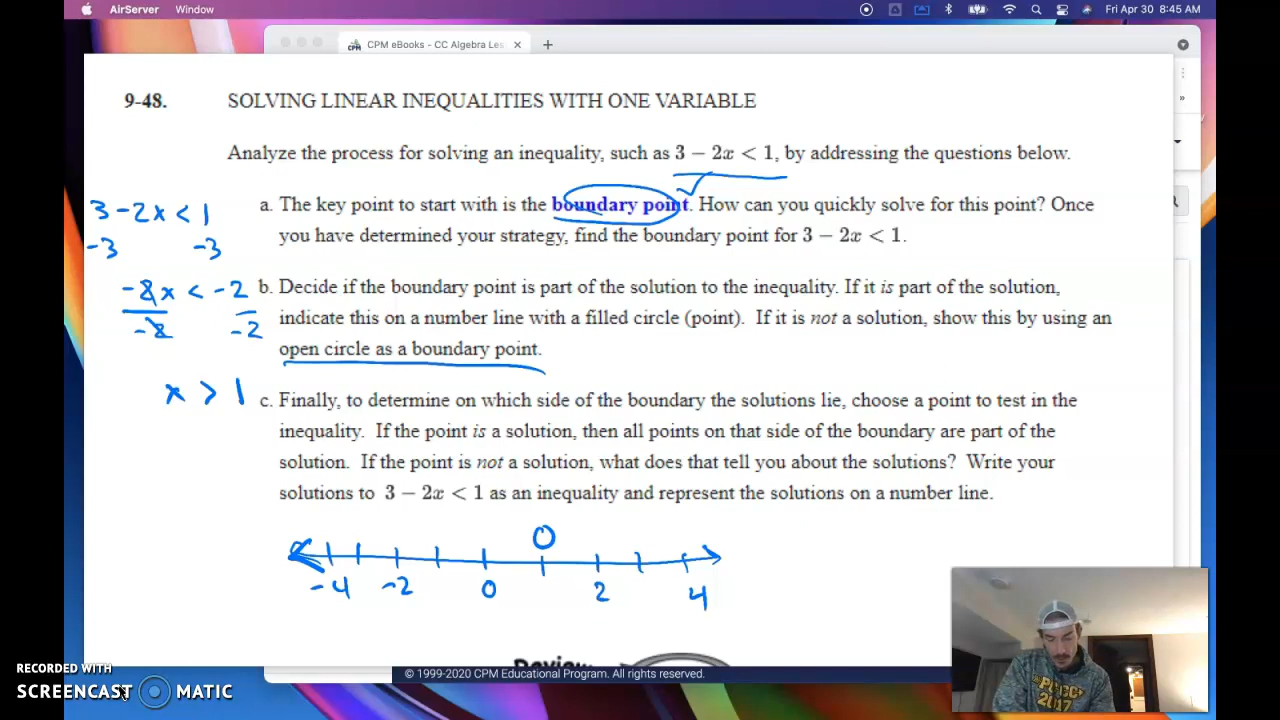 AirServer Window Fri Apr 30 8:45 AM
CPM eBooks - CC Algebra Les
9-48. SOLVING LINEAR INEQUALITIES WITH ONE VARIABLE
Analyze the process for solving an inequality, such as 3 − 2x < 1, by addressing the questions below.
a. The key point to start with is the boundary point. How can you quickly solve for this point? Once
you have determined your strategy, find the boundary point for 3 − 2x < 1.
b. Decide if the boundary point is part of the solution to the inequality. If it is part of the solution,
indicate this on a number line with a filled circle (point). If it is not a solution, show this by using an
open circle as a boundary point.
c. Finally, to determine on which side of the boundary the solutions lie, choose a point to test in the
inequality. If the point is a solution, then all points on that side of the boundary are part of the
solution. If the point is not a solution, what does that tell you about the solutions? Write your
solutions to 3 − 2x < 1 as an inequality and represent the solutions on a number line.
3 -2x < 1
-3 -3
-2x < -2
-2 -2
x > 1
-4 -2 0 2 4
Review
© 1999-2020 CPM Educational Program. All rights reserved.
RECORDED WITH
SCREENCAST MATIC
2017